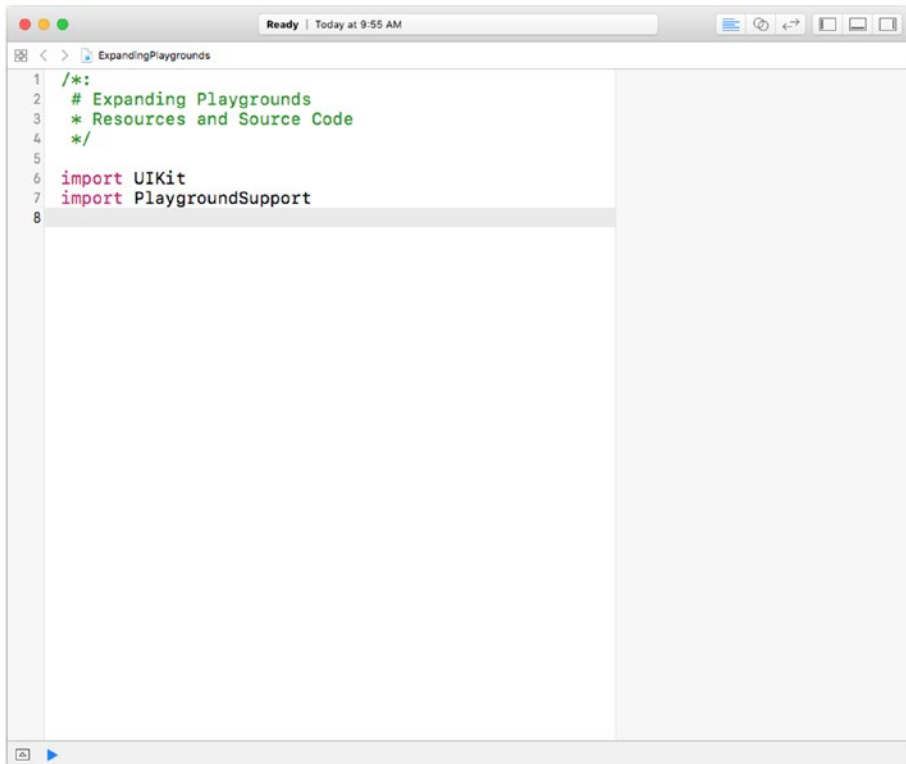 Ready | Today at 9:55 AM
ExpandingPlaygrounds
1 /*:
2 # Expanding Playgrounds
3 * Resources and Source Code
4 */
5
6 import UIKit
7 import PlaygroundSupport
8